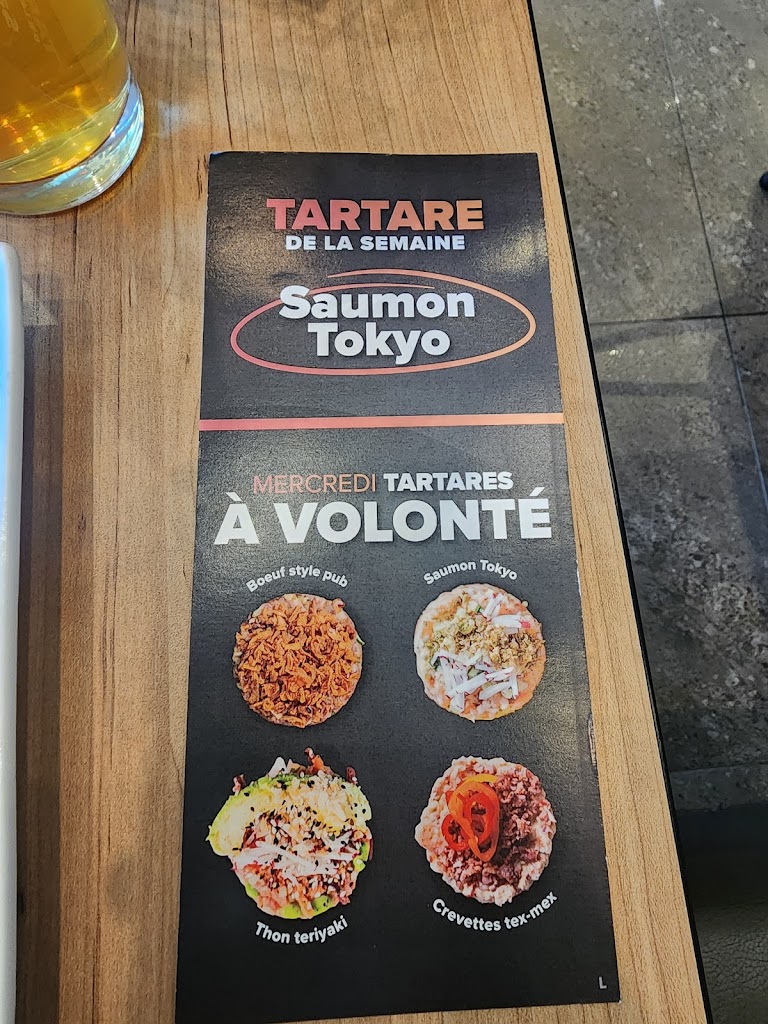 TARTARE
DE LA SEMAINE
Saumon
Tokyo
MERCREDI TARTARES
À VOLONTÉ
Boeuf style pub
Saumon Tokyo
Thon teriyaki
Crevettes tex-mex
L